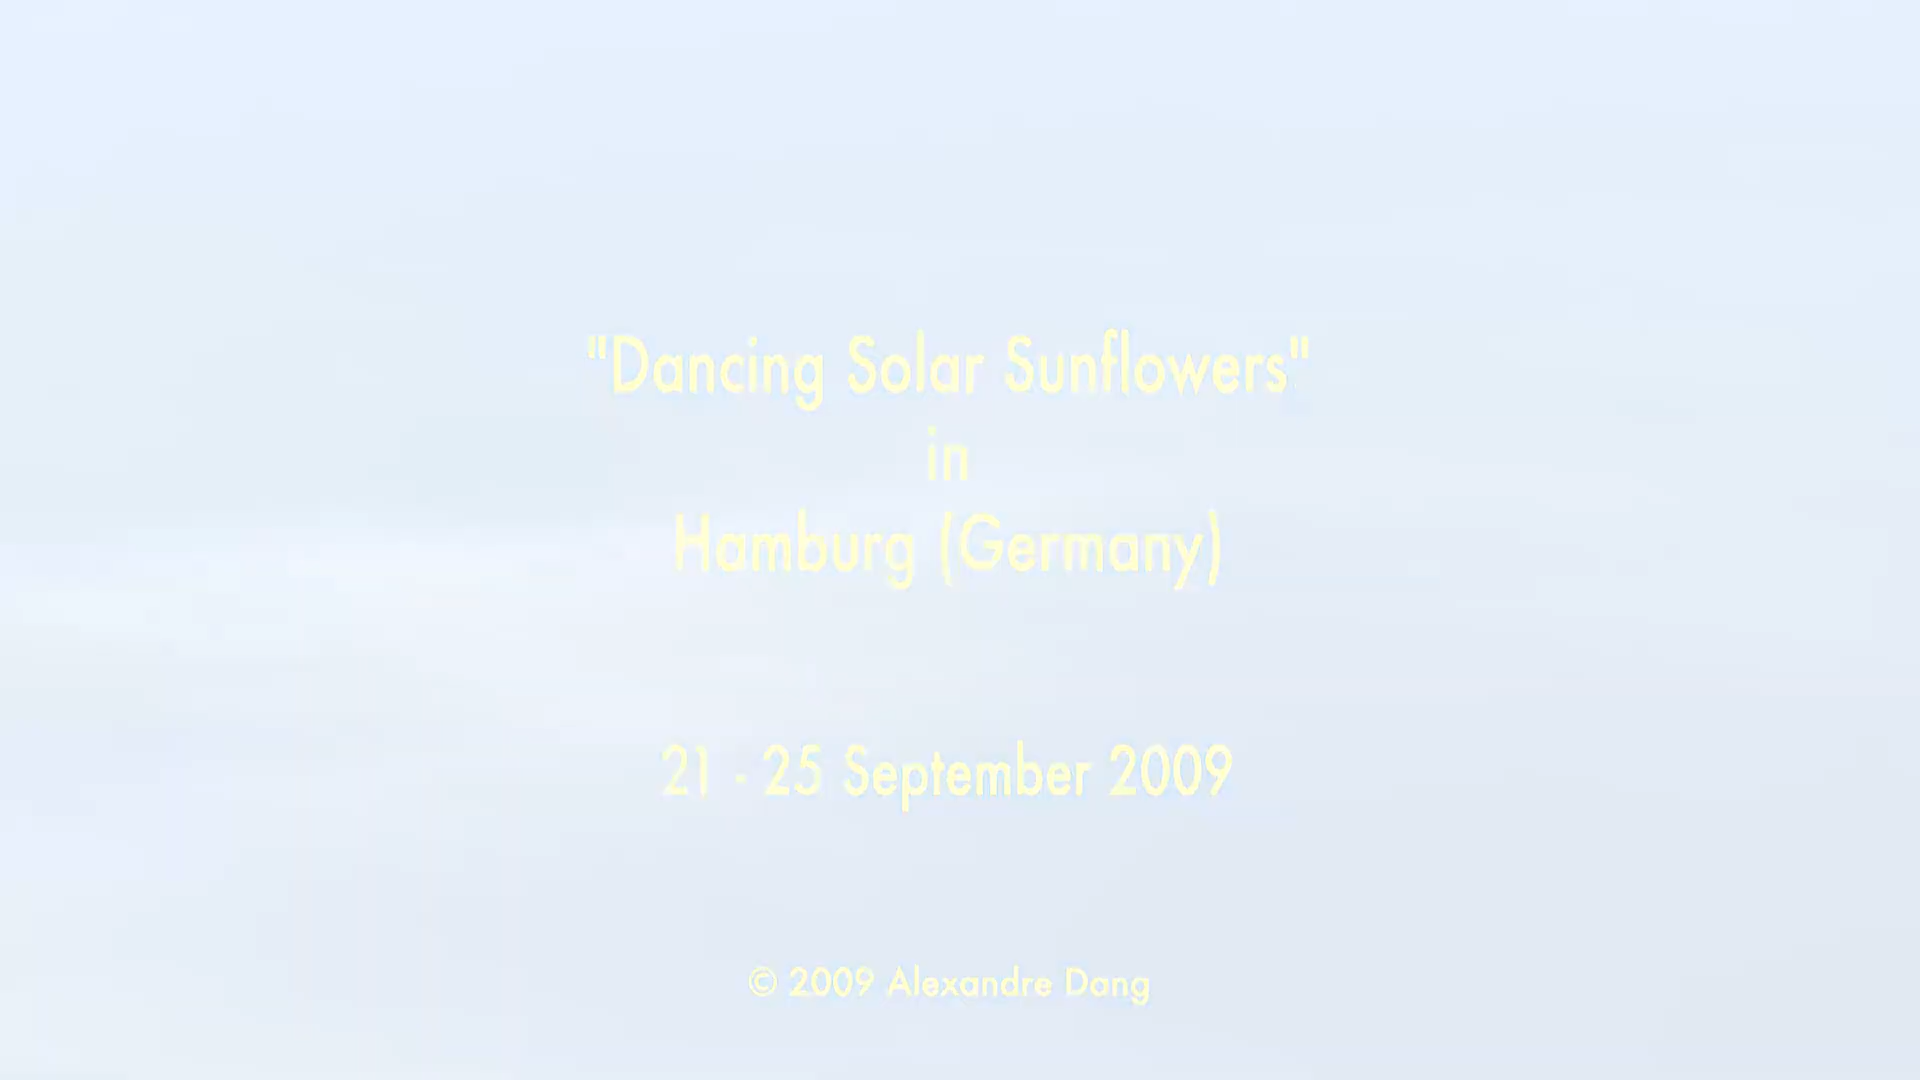 "Dancing Solar Sunflowers"
in
Hamburg (Germany)
21 - 25 September 2009
© 2009 Alexandre Dang